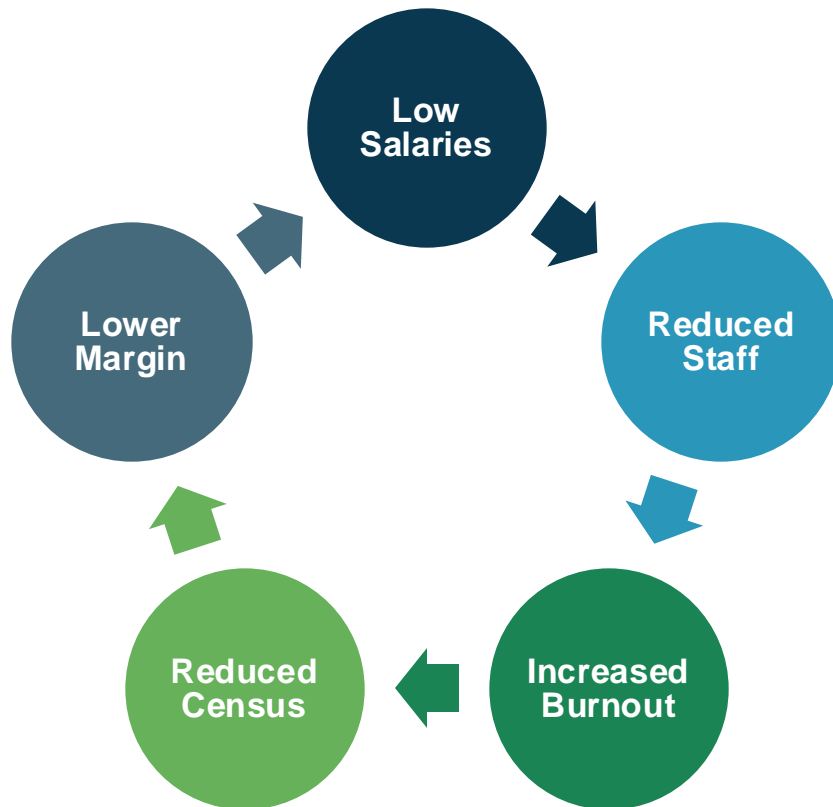 Low
Salaries
Reduced
Staff
Increased
Burnout
Reduced
Census
Lower
Margin